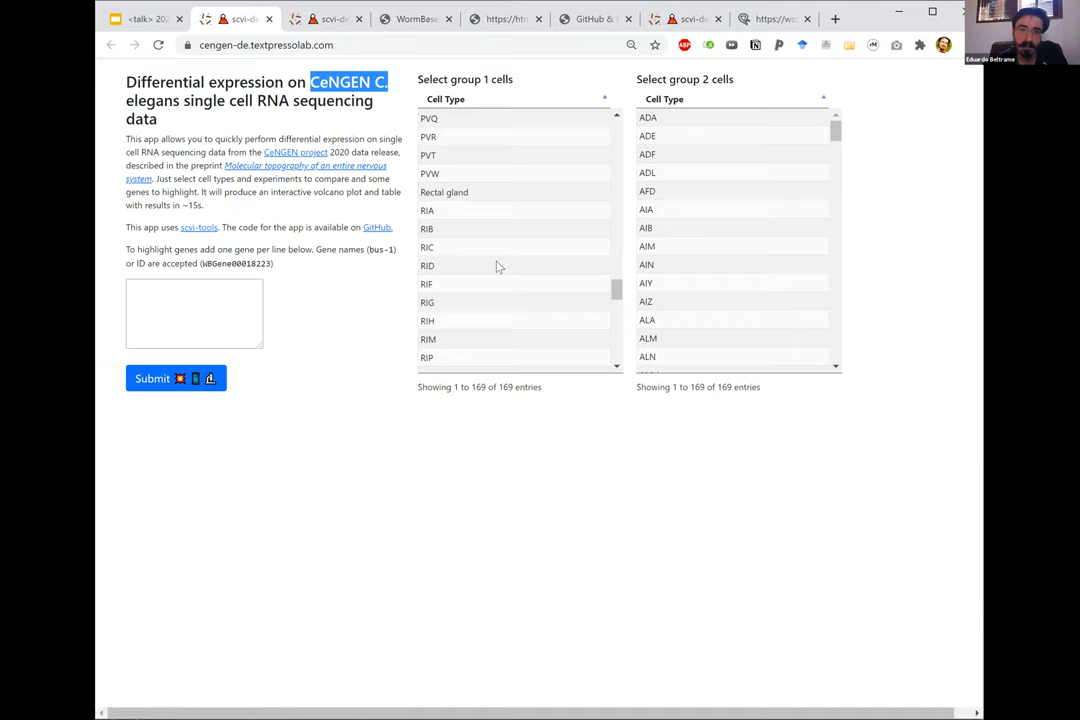 <talk> 202
scvi-de
scvi-de
WormBase
https://htm
GitHub & I
scvi-de
https://wo
cengen-de.textpressolab.com
Eduardo Beltrame
Differential expression on CeNGEN C.
elegans single cell RNA sequencing
data
This app allows you to quickly perform differential expression on single
cell RNA sequencing data from the CeNGEN project 2020 data release,
described in the preprint Molecular topography of an entire nervous
system. Just select cell types and experiments to compare and some
genes to highlight. It will produce an interactive volcano plot and table
with results in ~15s.
This app uses scvi-tools. The code for the app is available on GitHub.
To highlight genes add one gene per line below. Gene names (bus-1)
or ID are accepted (WBGene00018223)
Submit
Select group 1 cells
Cell Type
PVQ
PVR
PVT
PVW
Rectal gland
RIA
RIB
RIC
RID
RIF
RIG
RIH
RIM
RIP
Showing 1 to 169 of 169 entries
Select group 2 cells
Cell Type
ADA
ADE
ADF
ADL
AFD
AIA
AIB
AIM
AIN
AIY
AIZ
ALA
ALM
ALN
Showing 1 to 169 of 169 entries